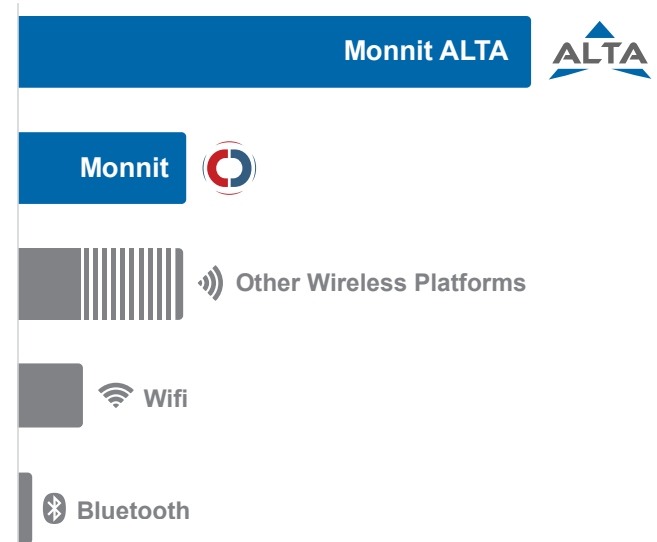 Monnit ALTA
ALTA
Monnit
Other Wireless Platforms
Wifi
Bluetooth